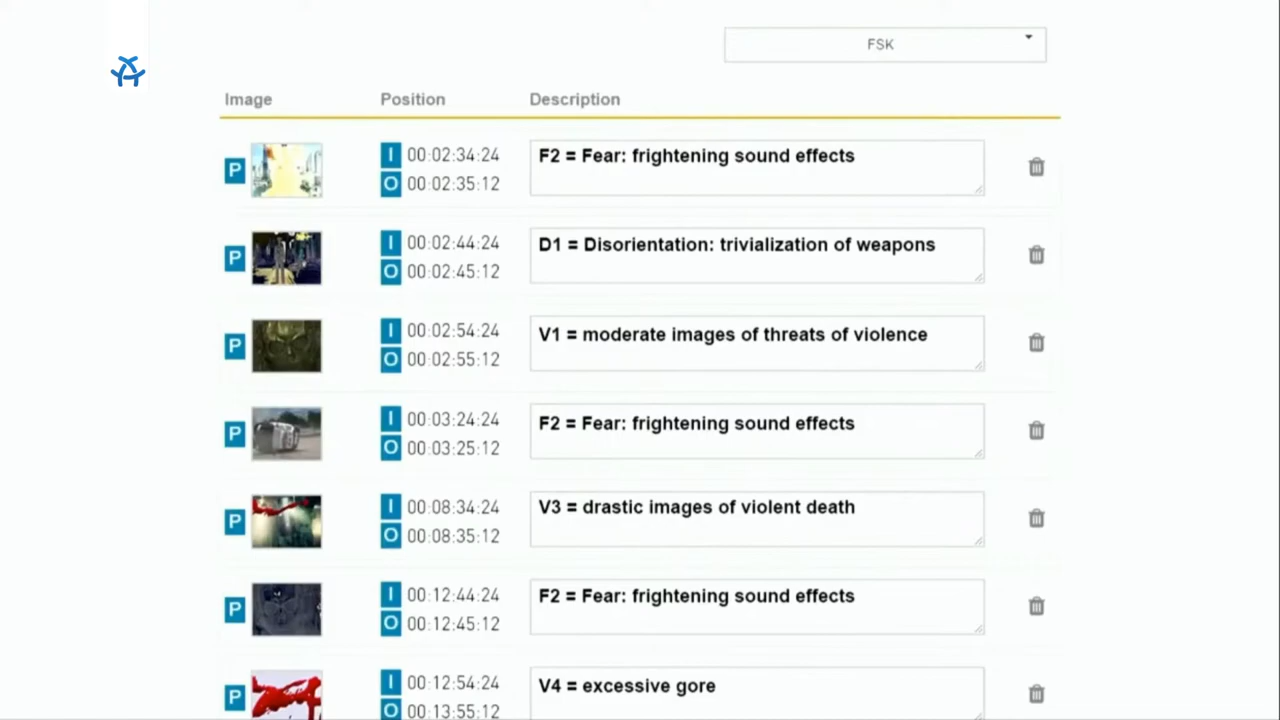 FSK
Image Position Description
P I 00:02:34:24 F2 = Fear: frightening sound effects
O 00:02:35:12
P I 00:02:44:24 D1 = Disorientation: trivialization of weapons
O 00:02:45:12
P I 00:02:54:24 V1 = moderate images of threats of violence
O 00:02:55:12
P I 00:03:24:24 F2 = Fear: frightening sound effects
O 00:03:25:12
P I 00:08:34:24 V3 = drastic images of violent death
O 00:08:35:12
P I 00:12:44:24 F2 = Fear: frightening sound effects
O 00:12:45:12
P I 00:12:54:24 V4 = excessive gore
O 00:13:55:12